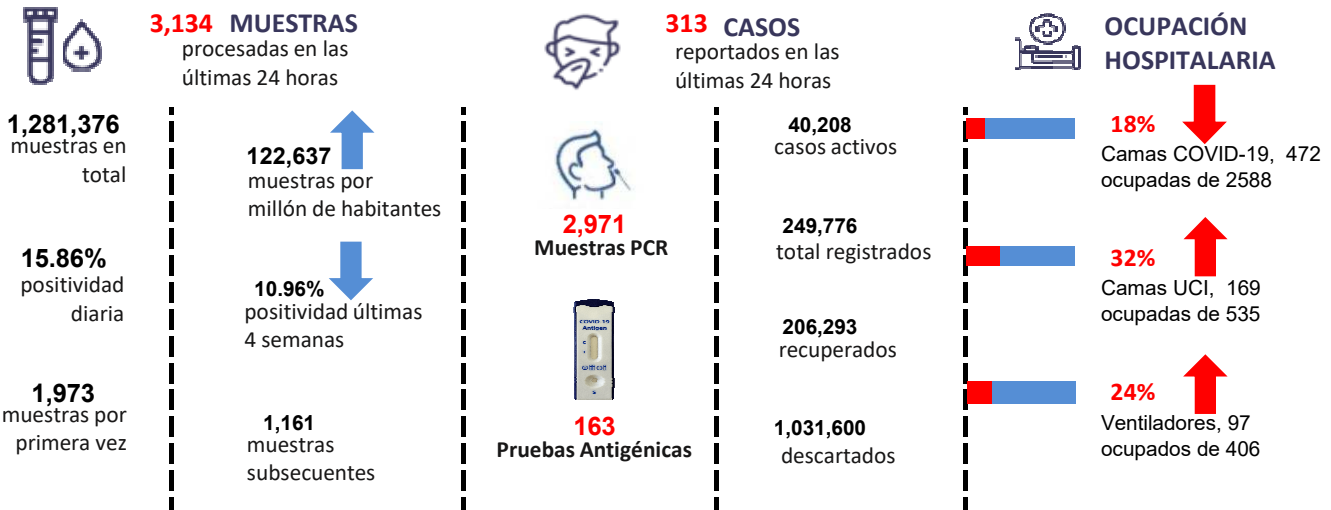 3,134 MUESTRAS
procesadas en las
últimas 24 horas
1,281,376
muestras en
total
15.86%
positividad
diaria
1,973
muestras por
primera vez
122,637
muestras por
millón de habitantes
10.96%
positividad últimas
4 semanas
1,161
muestras
subsecuentes
313 CASOS
reportados en las
últimas 24 horas
2,971
Muestras PCR
COVID-19
Antigen
163
Pruebas Antigénicas
40,208
casos activos
249,776
total registrados
206,293
recuperados
1,031,600
descartados
OCUPACIÓN
HOSPITALARIA
18%
Camas COVID-19, 472
ocupadas de 2588
32%
Camas UCI, 169
ocupadas de 535
24%
Ventiladores, 97
ocupados de 406